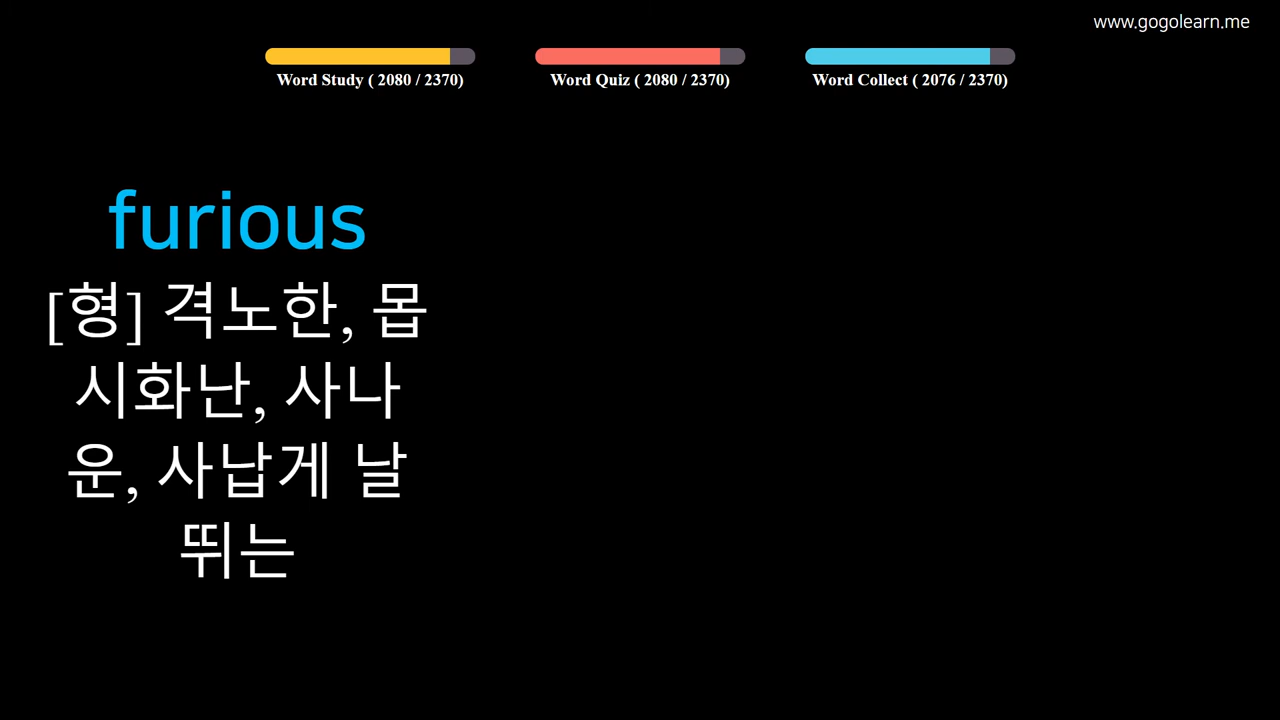 www.gogolearn.me
Word Study ( 2080 / 2370)
Word Quiz ( 2080 / 2370)
Word Collect ( 2076 / 2370)
furious
[형] 격노한, 몹
시화난, 사나
운, 사납게 날
뛰는